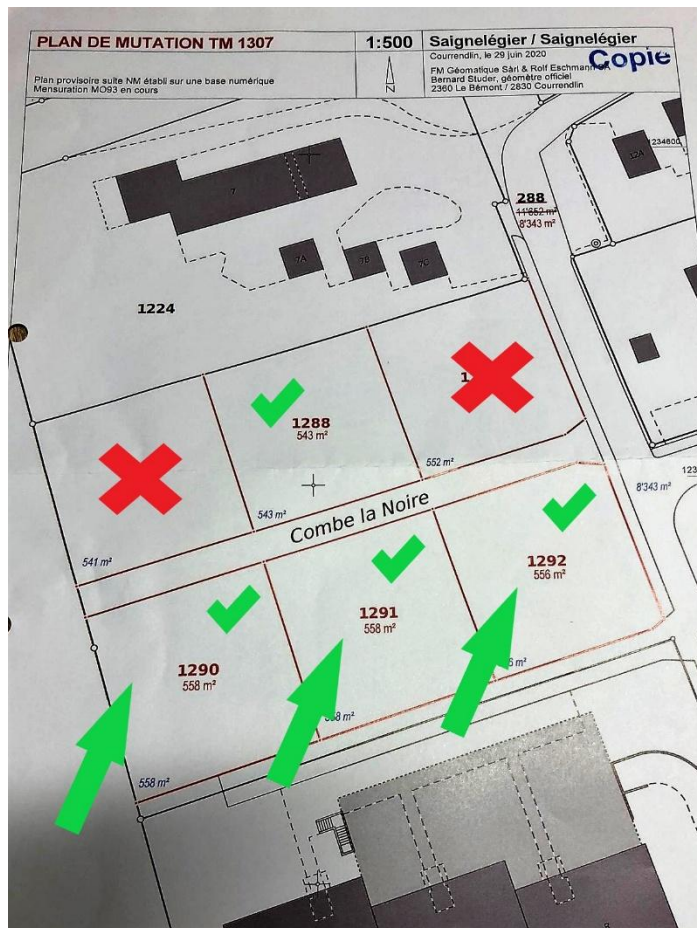 PLAN DE MUTATION TM 1307
1:500
Saignelégier / Saignelégier
Courrendlin, le 29 juin 2020
Copie
Plan provisoire suite NM établi sur une base numérique
Mensuration MO93 en cours
N
FM Géomatique Sàrl & Rolf Eschmann SA
Bernard Studer, géomètre officiel
2360 Le Bémont / 2830 Courrendlin
1234600
12A
7
288
11'652 m²
8'343 m²
7A
7B
7C
1224
1288
543 m²
552 m²
543 m²
Combe la Noire
8'343 m²
123
541 m²
1292
556 m²
1291
558 m²
1290
558 m²
558 m²